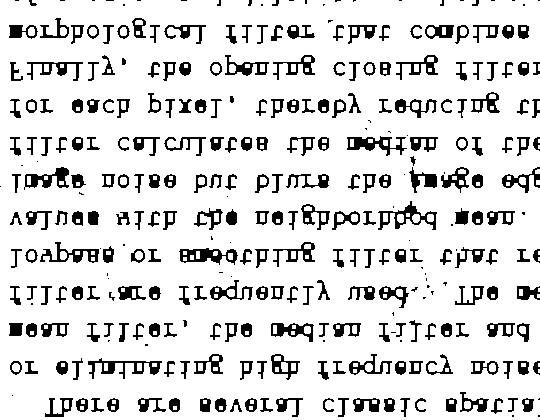 There are several classic spatial
or eliminating high frequency noise
mean filter, the median filter and
filter are frequently used. The me
lowpass or smoothing filter that re
values with the neighborhood mean.
image noise but blurs the image edg
filter calculates the median of the
for each pixel, thereby reducing th
Finally, the opening closing filter
morphological filter that combines